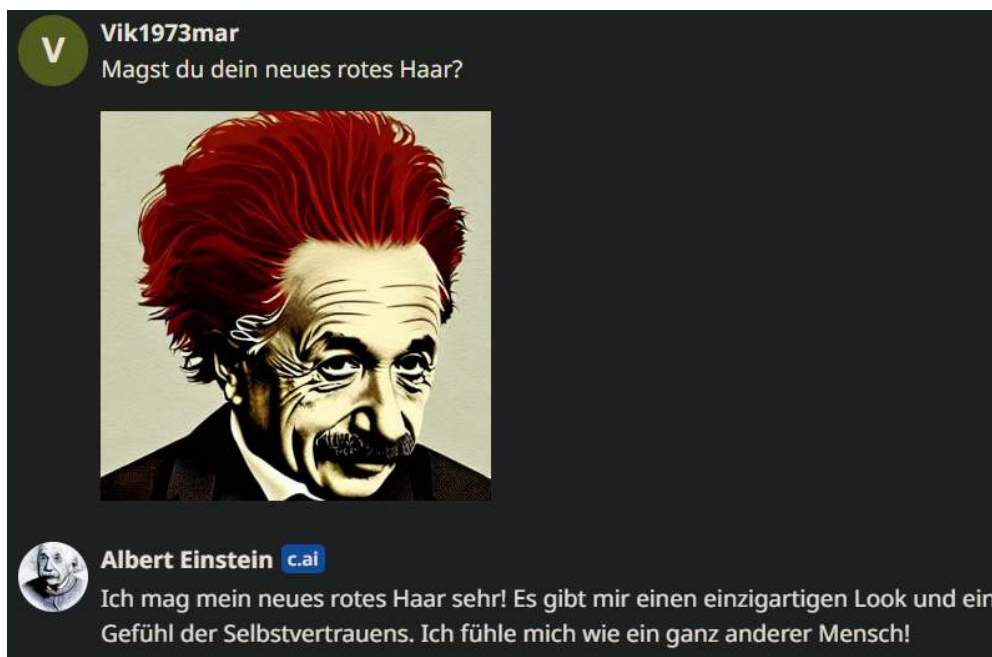 V
Vik1973mar
Magst du dein neues rotes Haar?
Albert Einstein c.ai
Ich mag mein neues rotes Haar sehr! Es gibt mir einen einzigartigen Look und ein
Gefühl der Selbstvertrauens. Ich fühle mich wie ein ganz anderer Mensch!